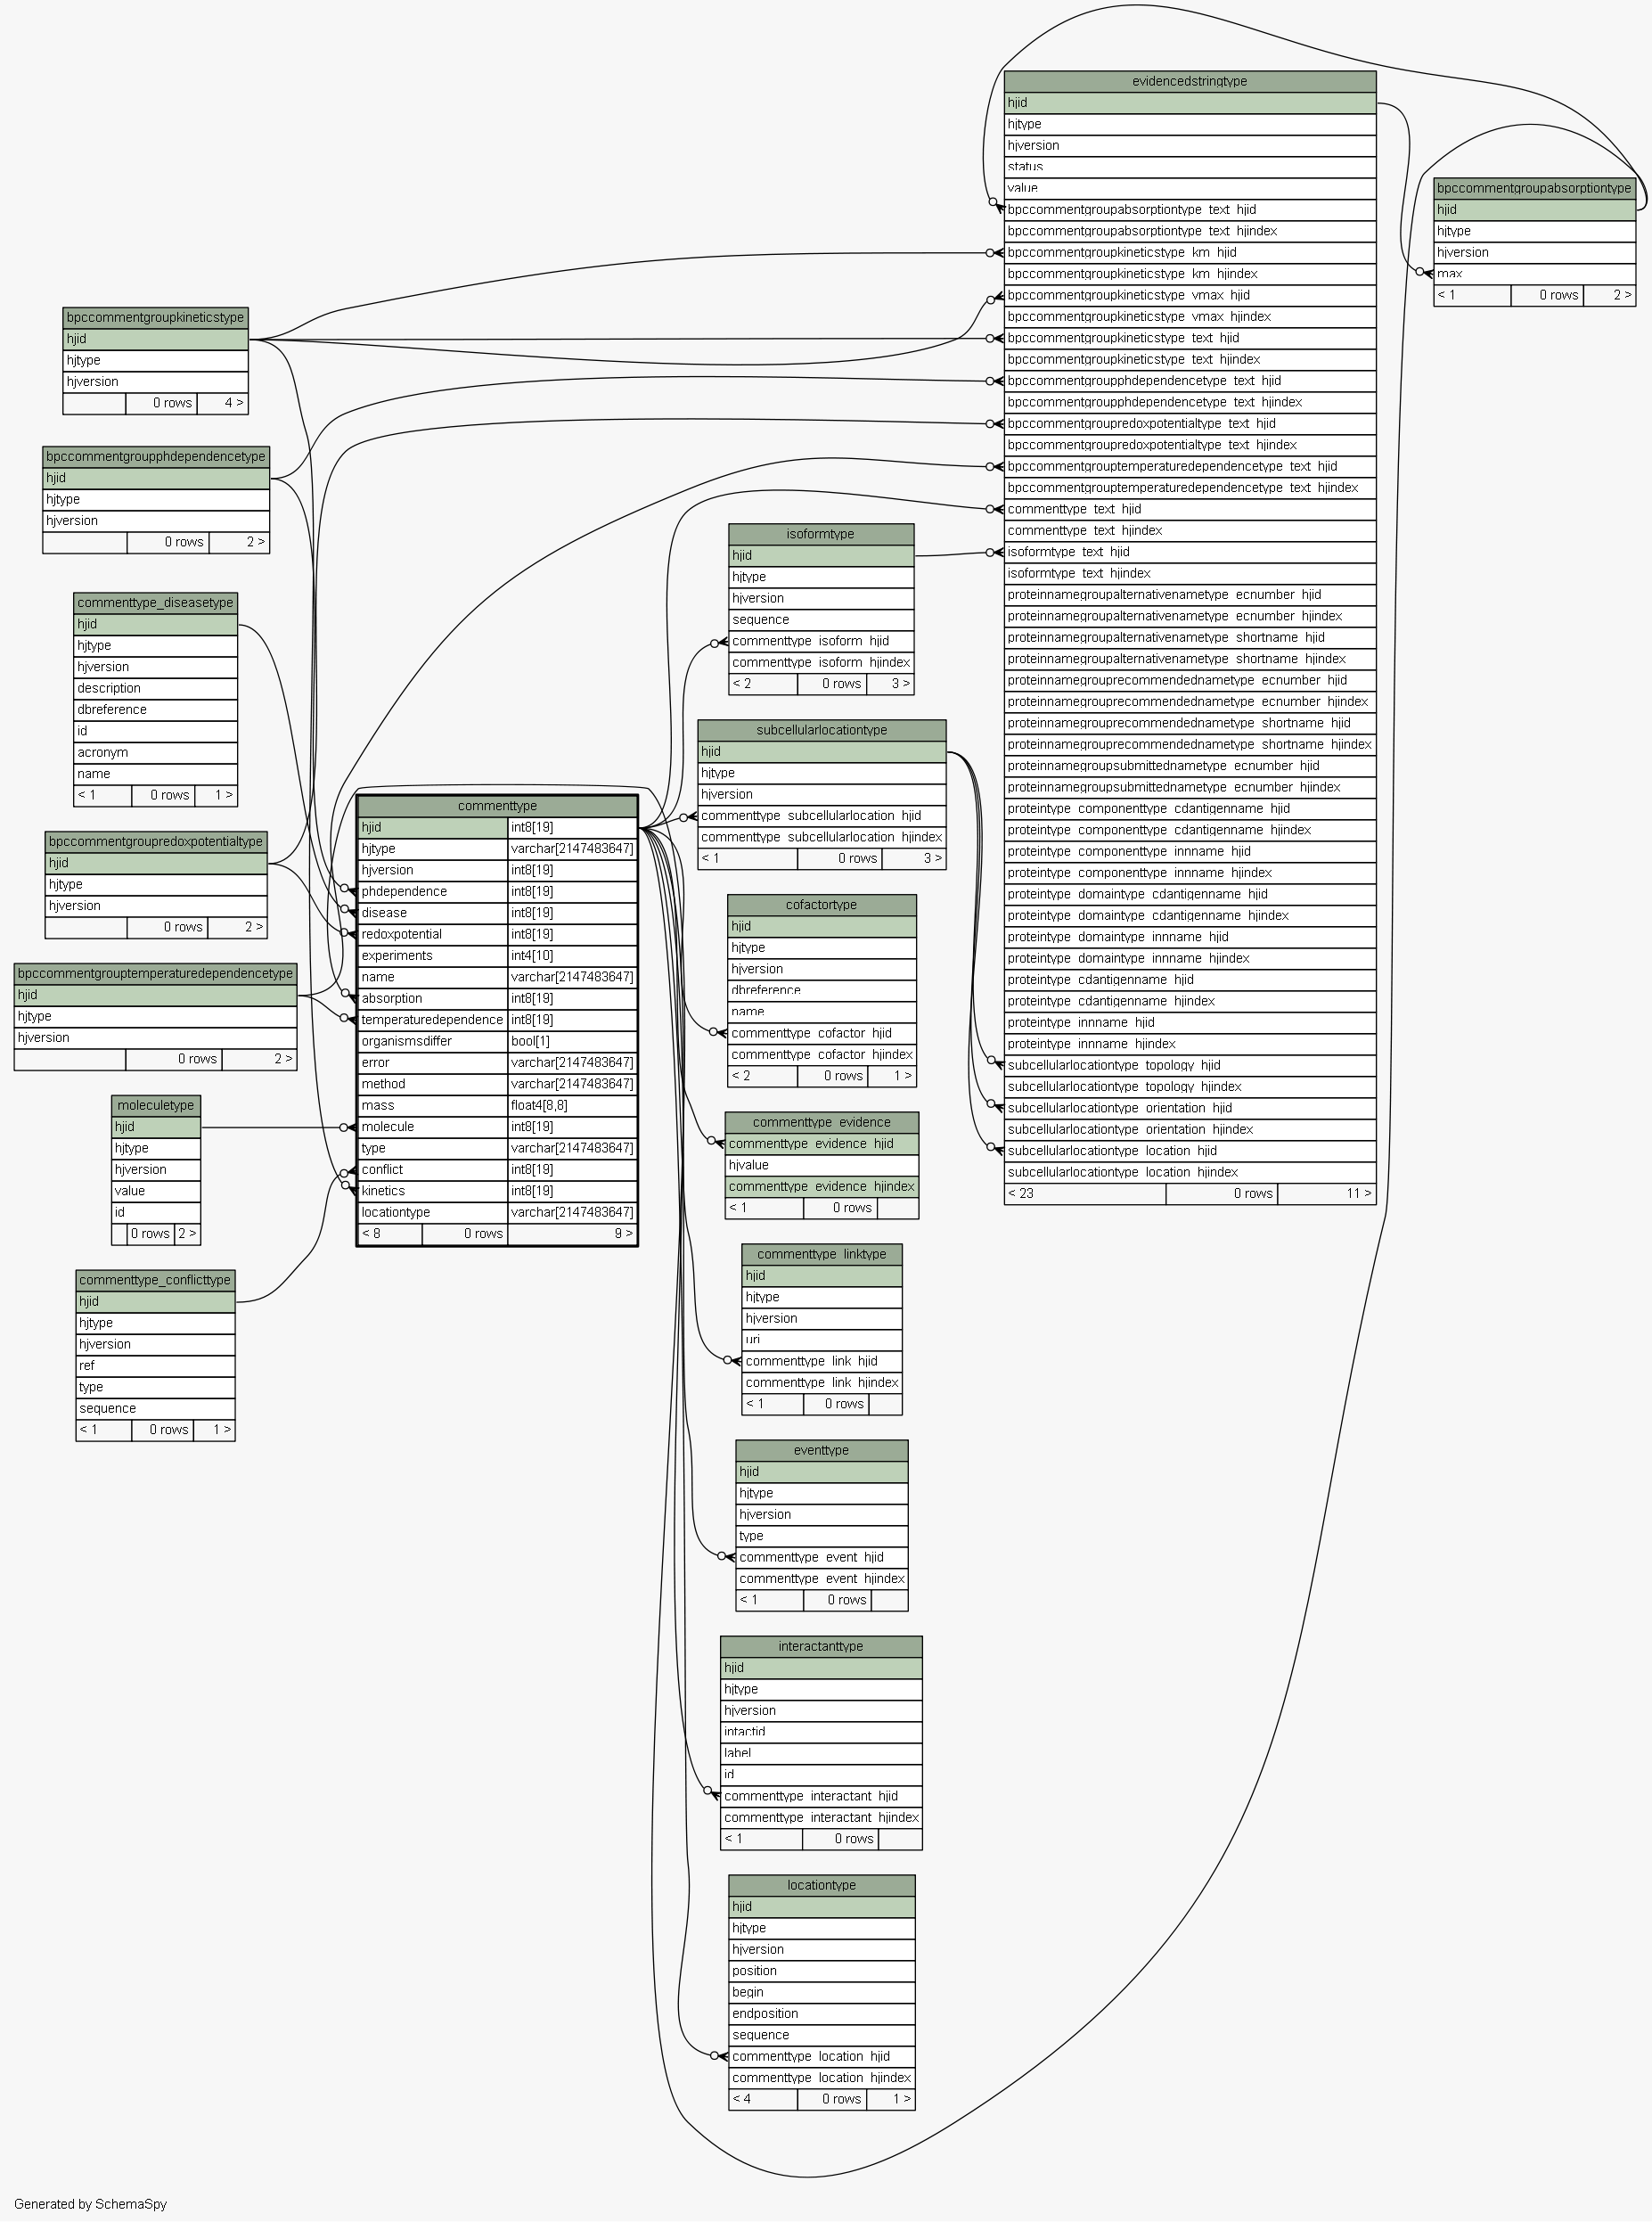 evidencedstringtype
hjid
hjtype
hjversion
status
value
bpccommentgroupabsorptiontype_text_hjid
bpccommentgroupabsorptiontype_text_hjindex
bpccommentgroupkineticstype_km_hjid
bpccommentgroupkineticstype_km_hjindex
bpccommentgroupkineticstype_vmax_hjid
bpccommentgroupkineticstype_vmax_hjindex
bpccommentgroupkineticstype_text_hjid
bpccommentgroupkineticstype_text_hjindex
bpccommentgroupphdependencetype_text_hjid
bpccommentgroupphdependencetype_text_hjindex
bpccommentgroupredoxpotentialtype_text_hjid
bpccommentgroupredoxpotentialtype_text_hjindex
bpccommentgrouptemperaturedependencetype_text_hjid
bpccommentgrouptemperaturedependencetype_text_hjindex
commenttype_text_hjid
commenttype_text_hjindex
isoformtype_text_hjid
isoformtype_text_hjindex
proteinnamegroupalternativenametype_ecnumber_hjid
proteinnamegroupalternativenametype_ecnumber_hjindex
proteinnamegroupalternativenametype_shortname_hjid
proteinnamegroupalternativenametype_shortname_hjindex
proteinnamegrouprecommendednametype_ecnumber_hjid
proteinnamegrouprecommendednametype_ecnumber_hjindex
proteinnamegrouprecommendednametype_shortname_hjid
proteinnamegrouprecommendednametype_shortname_hjindex
proteinnamegroupsubmittednametype_ecnumber_hjid
proteinnamegroupsubmittednametype_ecnumber_hjindex
proteintype_componenttype_cdantigenname_hjid
proteintype_componenttype_cdantigenname_hjindex
proteintype_componenttype_innname_hjid
proteintype_componenttype_innname_hjindex
proteintype_domaintype_cdantigenname_hjid
proteintype_domaintype_cdantigenname_hjindex
proteintype_domaintype_innname_hjid
proteintype_domaintype_innname_hjindex
proteintype_cdantigenname_hjid
proteintype_cdantigenname_hjindex
proteintype_innname_hjid
proteintype_innname_hjindex
subcellularlocationtype_topology_hjid
subcellularlocationtype_topology_hjindex
subcellularlocationtype_orientation_hjid
subcellularlocationtype_orientation_hjindex
subcellularlocationtype_location_hjid
subcellularlocationtype_location_hjindex
< 23 0 rows 11 >
bpccommentgroupabsorptiontype
hjid
hjtype
hjversion
max
< 1 0 rows 2 >
bpccommentgroupkineticstype
hjid
hjtype
hjversion
0 rows 4 >
bpccommentgroupphdependencetype
hjid
hjtype
hjversion
0 rows 2 >
commenttype_diseasetype
hjid
hjtype
hjversion
description
dbreference
id
acronym
name
< 1 0 rows 1 >
bpccommentgroupredoxpotentialtype
hjid
hjtype
hjversion
0 rows 2 >
bpccommentgrouptemperaturedependencetype
hjid
hjtype
hjversion
0 rows 2 >
moleculetype
hjid
hjtype
hjversion
value
id
0 rows 2 >
commenttype_conflicttype
hjid
hjtype
hjversion
ref
type
sequence
< 1 0 rows 1 >
commenttype
hjid int8[19]
hjtype varchar[2147483647]
hjversion int8[19]
phdependence int8[19]
disease int8[19]
redoxpotential int8[19]
experiments int4[10]
name varchar[2147483647]
absorption int8[19]
temperaturedependence int8[19]
organismsdiffer bool[1]
error varchar[2147483647]
method varchar[2147483647]
mass float4[8,8]
molecule int8[19]
type varchar[2147483647]
conflict int8[19]
kinetics int8[19]
locationtype varchar[2147483647]
< 8 0 rows 9 >
isoformtype
hjid
hjtype
hjversion
sequence
commenttype_isoform_hjid
commenttype_isoform_hjindex
< 2 0 rows 3 >
subcellularlocationtype
hjid
hjtype
hjversion
commenttype_subcellularlocation_hjid
commenttype_subcellularlocation_hjindex
< 1 0 rows 3 >
cofactortype
hjid
hjtype
hjversion
dbreference
name
commenttype_cofactor_hjid
commenttype_cofactor_hjindex
< 2 0 rows 1 >
commenttype_evidence
commenttype_evidence_hjid
hjvalue
commenttype_evidence_hjindex
< 1 0 rows
commenttype_linktype
hjid
hjtype
hjversion
uri
commenttype_link_hjid
commenttype_link_hjindex
< 1 0 rows
eventtype
hjid
hjtype
hjversion
type
commenttype_event_hjid
commenttype_event_hjindex
< 1 0 rows
interactanttype
hjid
hjtype
hjversion
intactid
label
id
commenttype_interactant_hjid
commenttype_interactant_hjindex
< 1 0 rows
locationtype
hjid
hjtype
hjversion
position
begin
endposition
sequence
commenttype_location_hjid
commenttype_location_hjindex
< 4 0 rows 1 >
Generated by SchemaSpy